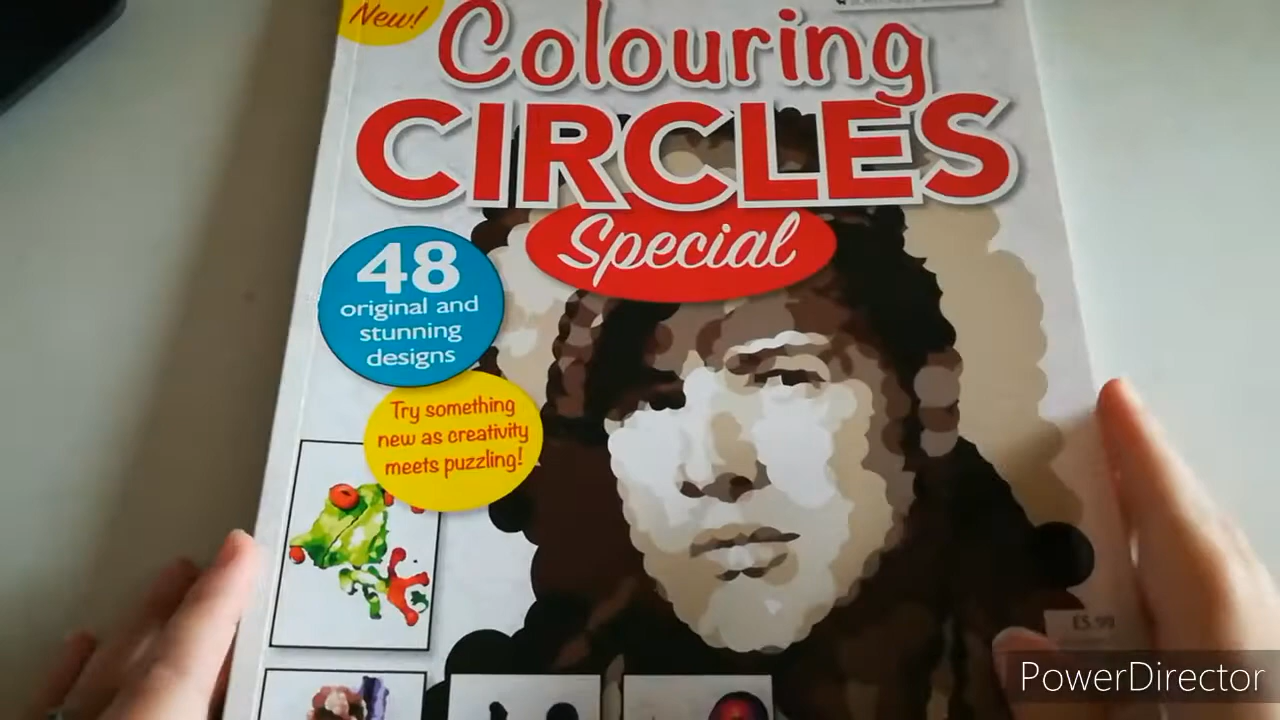 New!
Colouring
CIRCLES
Special
48
original and
stunning
designs
Try something
new as creativity
meets puzzling!
£5.99
PowerDirector